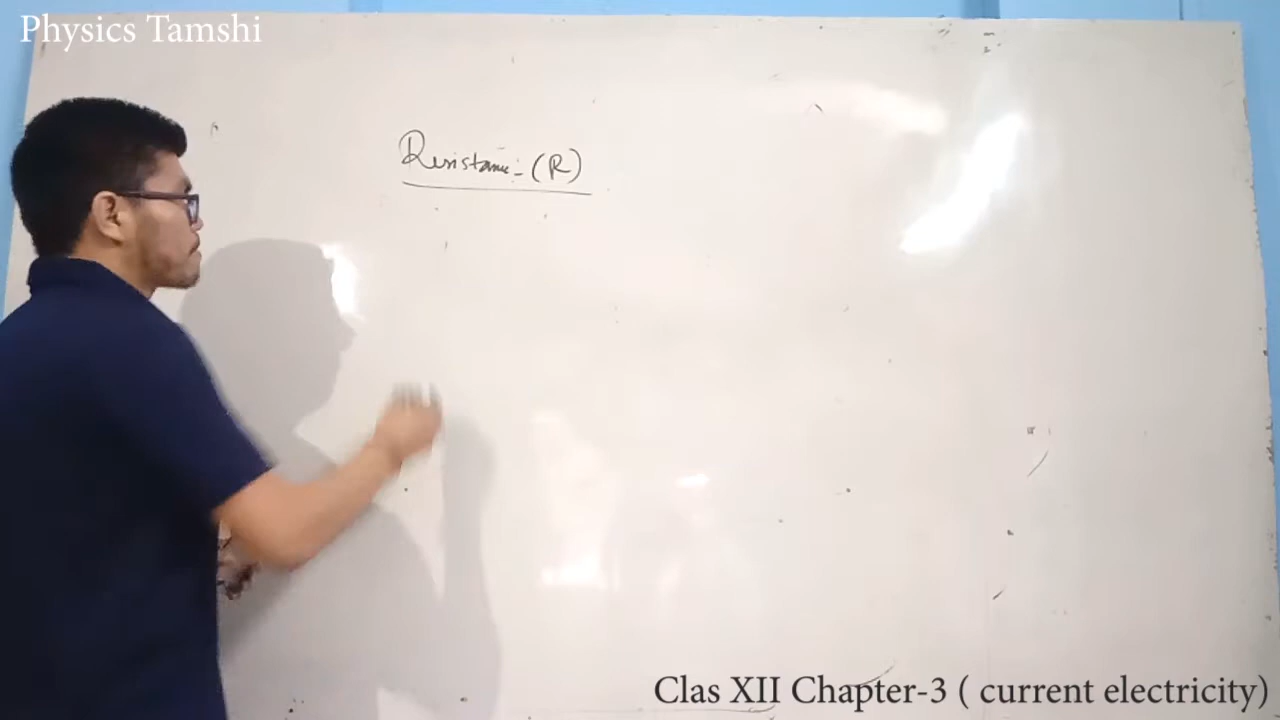 Physics Tamshi
Resistance:- (R)
Clas XII Chapter-3 ( current electricity)